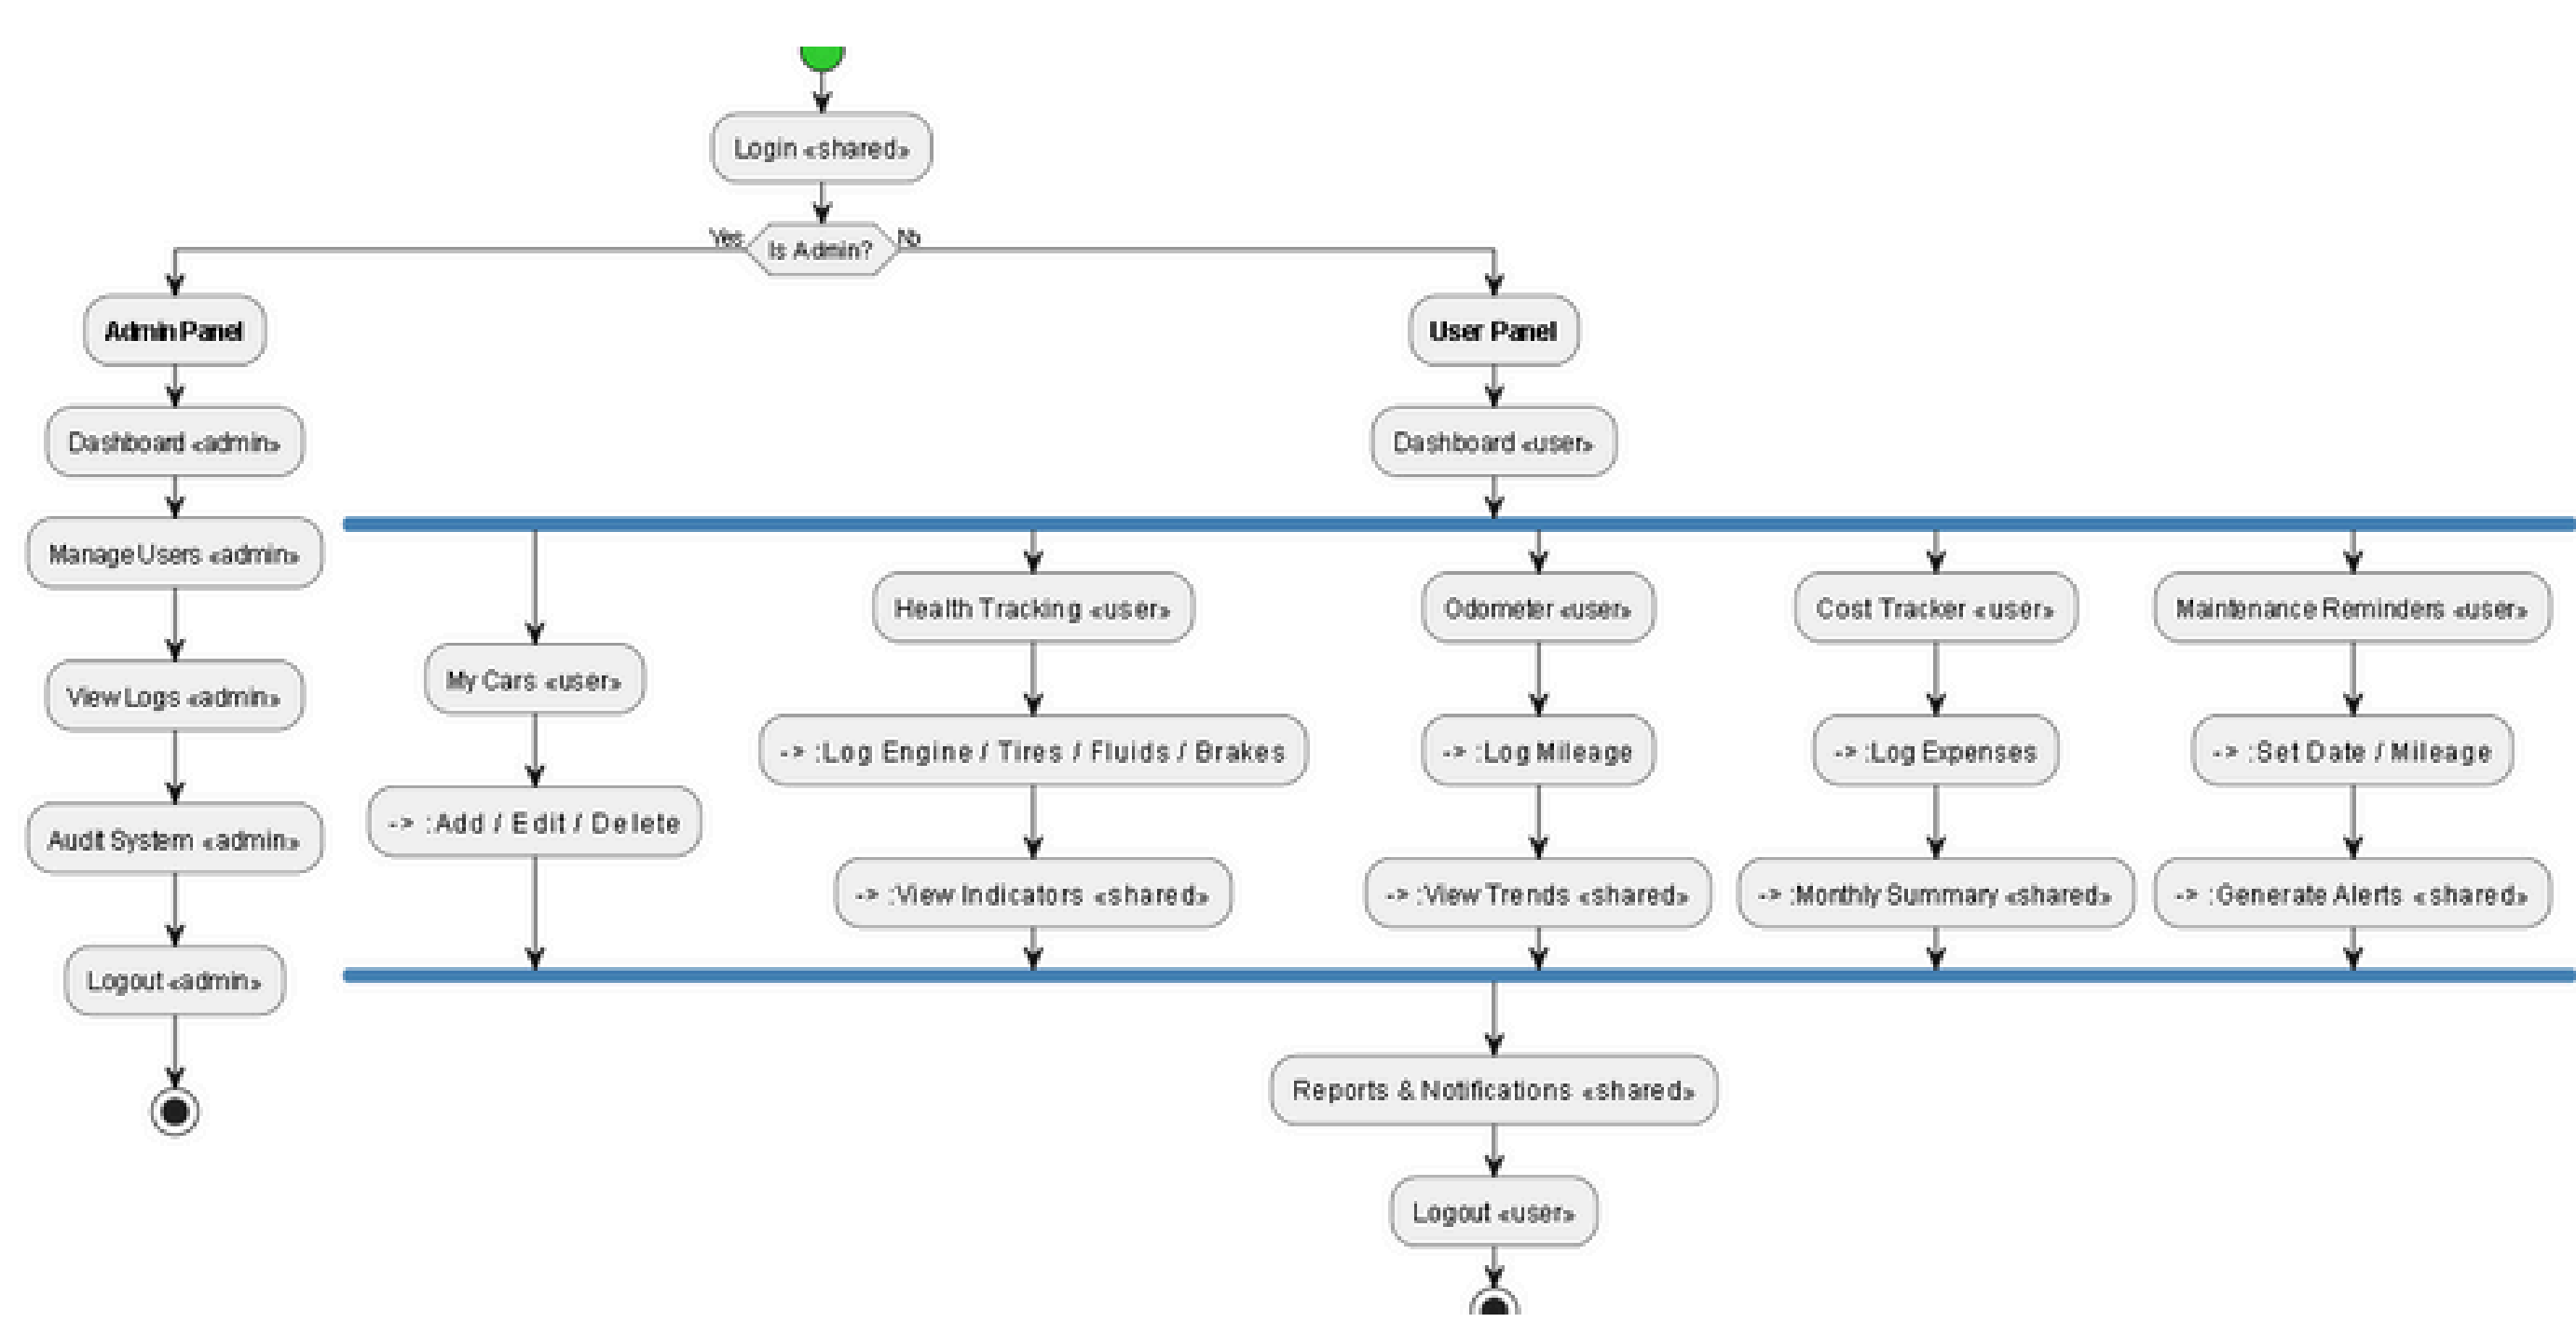 Login «shared»
Yes
Is Admin?
No
Admin Panel
User Panel
Dashboard «admin»
Dashboard «user»
Manage Users «admin»
View Logs «admin»
Audit System «admin»
Logout «admin»
My Cars «user»
-> :Add / Edit / Delete
Health Tracking «user»
-> :Log Engine / Tires / Fluids / Brakes
-> :View Indicators «shared»
Odometer «user»
-> :Log Mileage
-> :View Trends «shared»
Cost Tracker «user»
-> :Log Expenses
-> :Monthly Summary «shared»
Maintenance Reminders «user»
-> :Set Date / Mileage
-> :Generate Alerts «shared»
Reports & Notifications «shared»
Logout «user»